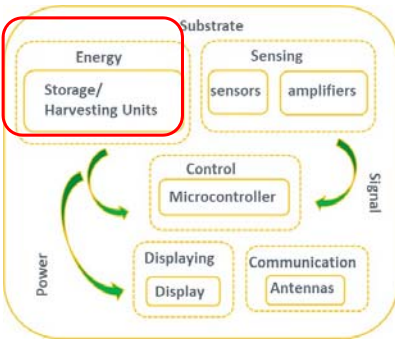 Substrate
Energy
Storage/
Harvesting Units
Sensing
sensors
amplifiers
Control
Microcontroller
Signal
Power
Displaying
Display
Communication
Antennas